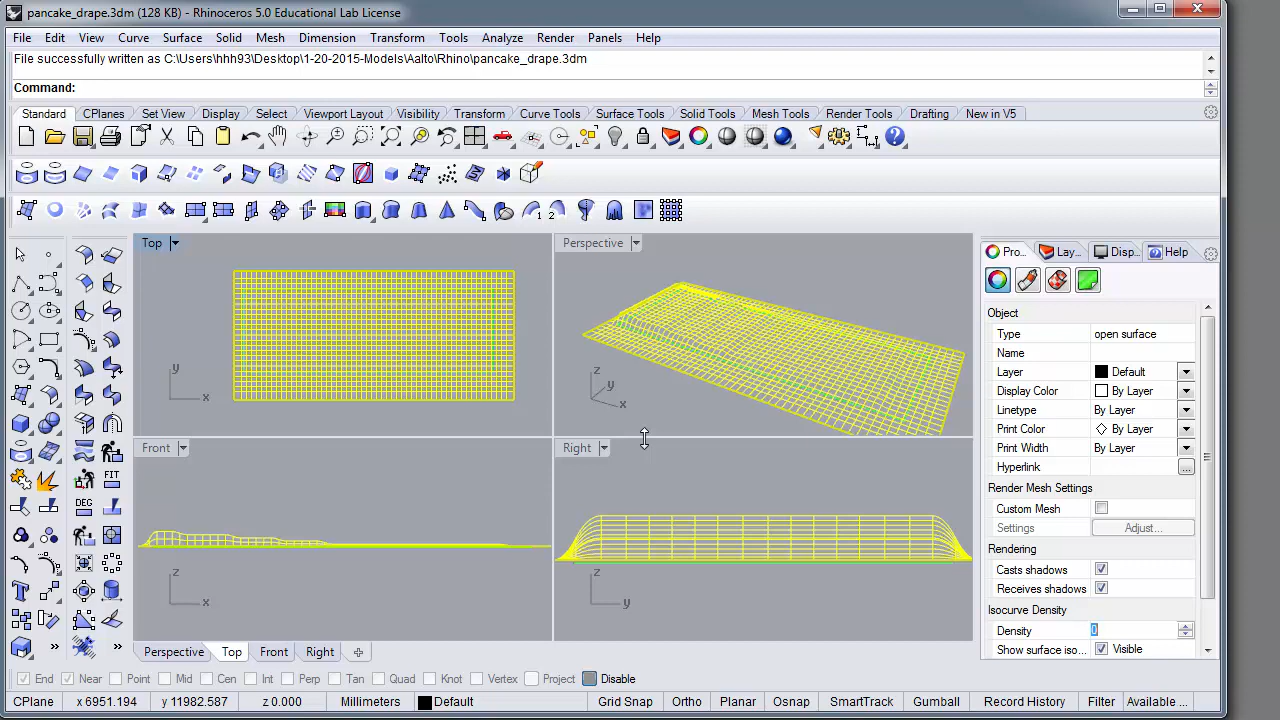 pancake_drape.3dm (128 KB) - Rhinoceros 5.0 Educational Lab License
File Edit View Curve Surface Solid Mesh Dimension Transform Tools Analyze Render Panels Help
File successfully written as C:\Users\hhh93\Desktop\1-20-2015-Models\Aalto\Rhino\pancake_drape.3dm
Command:
Standard CPlanes Set View Display Select Viewport Layout Visibility Transform Curve Tools Surface Tools Solid Tools Mesh Tools Render Tools Drafting New in V5
1 2
Top
y
x
Perspective
z
y
x
Front
z
x
Right
z
y
FIT
DEG
Pro... Lay... Disp... Help
Object
Type open surface
Name
Layer Default
Display Color By Layer
Linetype By Layer
Print Color By Layer
Print Width By Layer
Hyperlink ...
Render Mesh Settings
Custom Mesh
Settings Adjust...
Rendering
Casts shadows
Receives shadows
Isocurve Density
Density 0
Show surface iso... Visible
Perspective Top Front Right
End Near Point Mid Cen Int Perp Tan Quad Knot Vertex Project Disable
CPlane x 6951.194 y 11982.587 z 0.000 Millimeters Default Grid Snap Ortho Planar Osnap SmartTrack Gumball Record History Filter Available ...